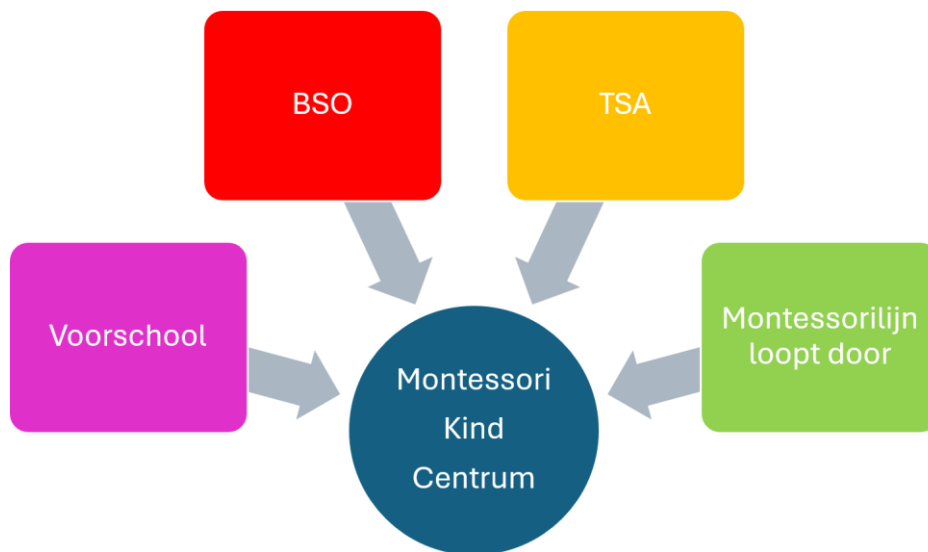 BSO
TSA
Voorschool
Montessorilijn
loopt door
Montessori
Kind
Centrum